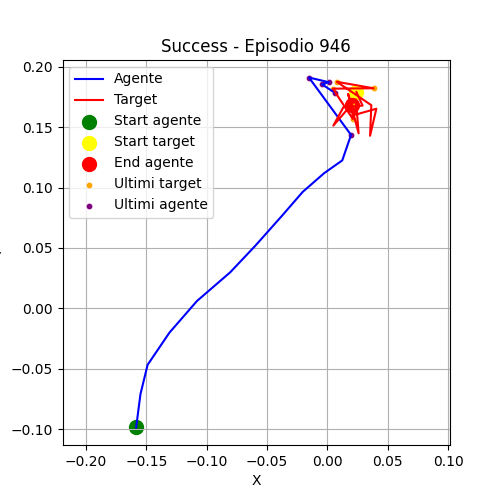 Success - Episodio 946
Agente
Target
Start agente
Start target
End agente
Ultimi target
Ultimi agente
0.20
0.15
0.10
0.05
0.00
−0.05
−0.10
−0.20 −0.15 −0.10 −0.05 0.00 0.05 0.10
X